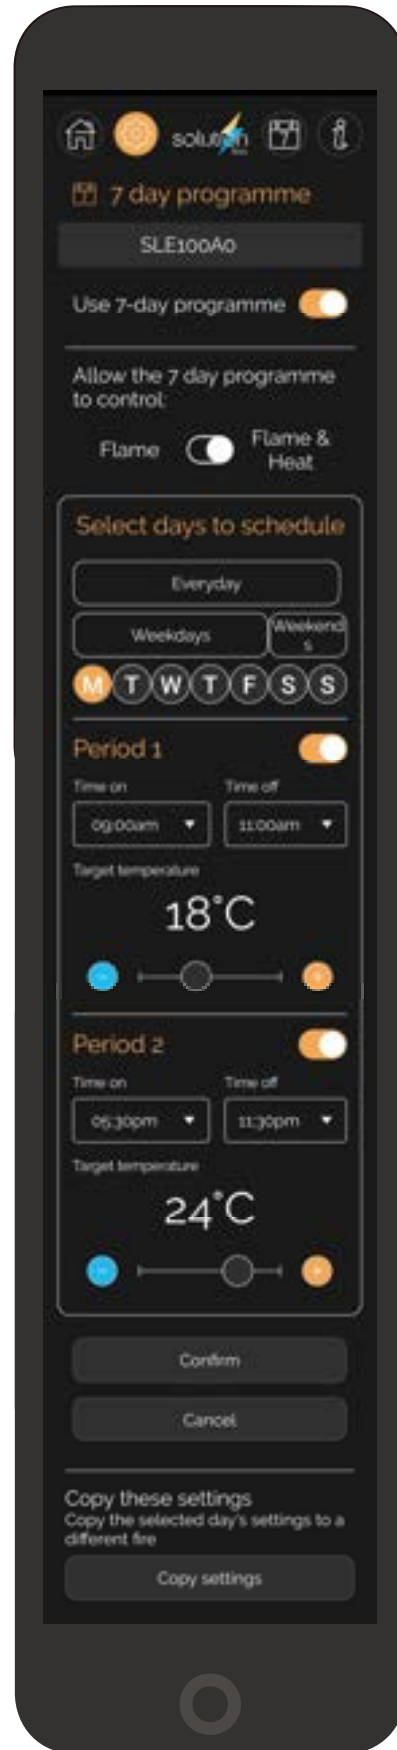 solution
7
7 day programme
SLE100A0
Use 7-day programme
Allow the 7 day programme
to control:
Flame
Flame &
Heat
Select days to schedule
Everyday
Weekdays
Weekend
s
M T W T F S S
Period 1
Time on
Time off
09:00am
11:00am
Target temperature
18°C
Period 2
Time on
Time off
05:30pm
11:30pm
Target temperature
24°C
Confirm
Cancel
Copy these settings
Copy the selected day's settings to a
different fire
Copy settings